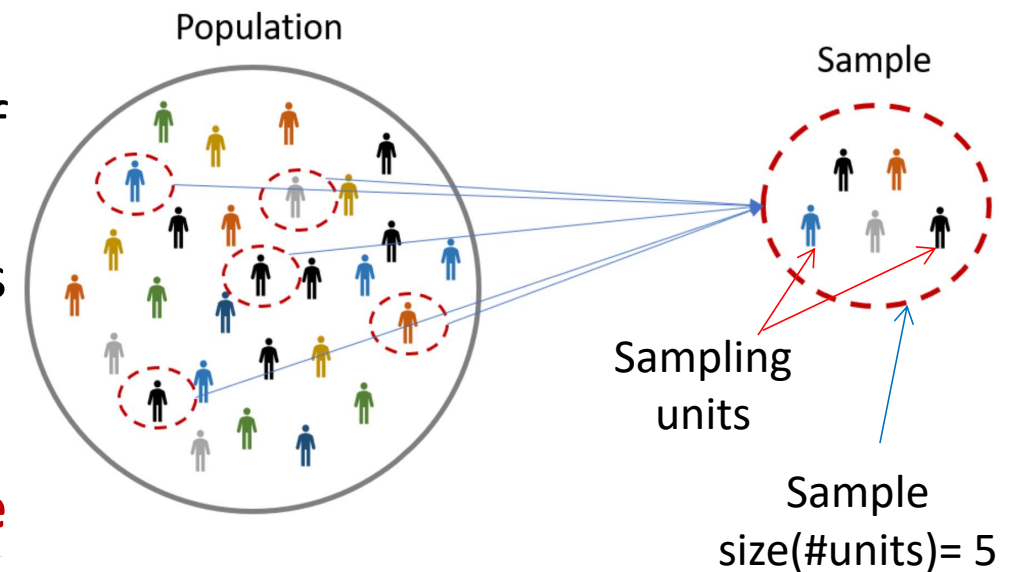 Population
Sample
Sampling
units
Sample
size(#units)= 5